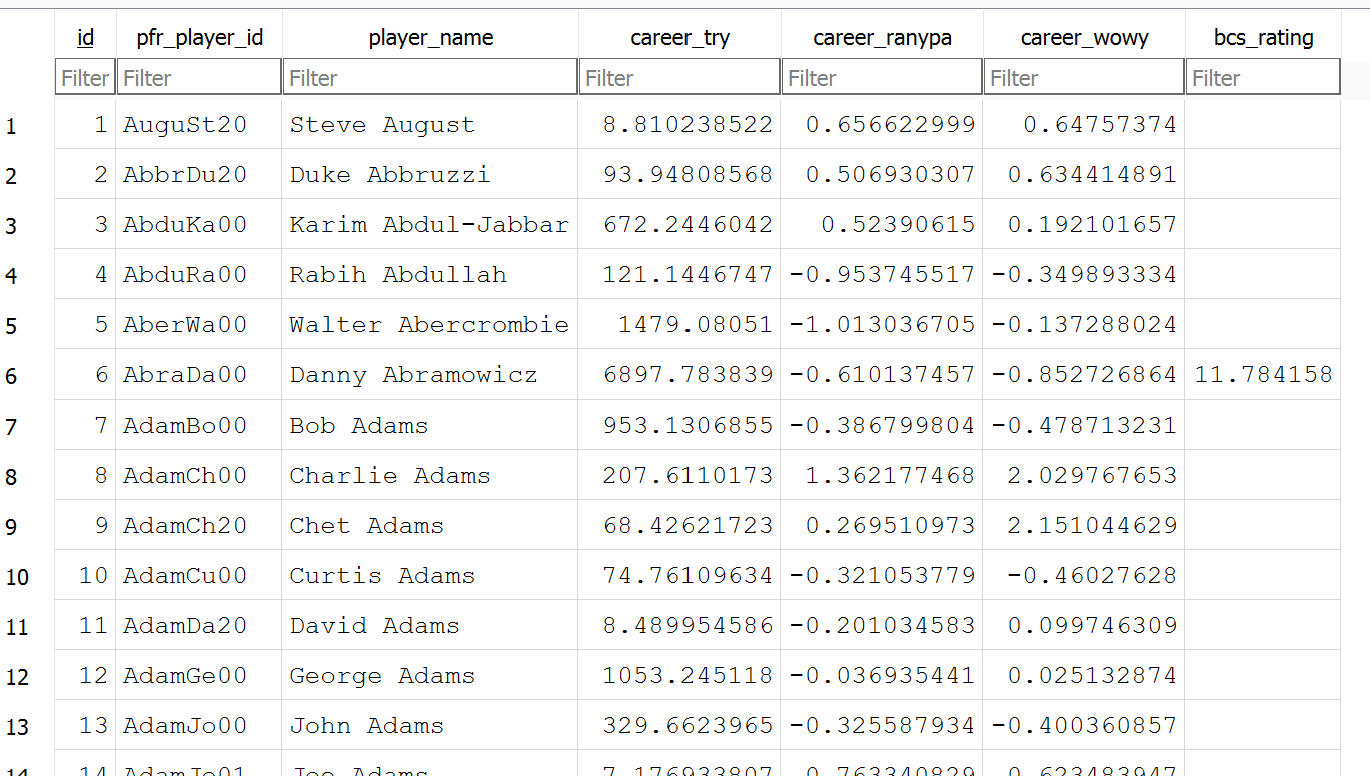 id pfr_player_id player_name career_try career_ranypa career_wowy bcs_rating
Filter Filter Filter Filter Filter Filter Filter
1 1 AuguSt20 Steve August 8.810238522 0.656622999 0.64757374
2 2 AbbrDu20 Duke Abbruzzi 93.94808568 0.506930307 0.634414891
3 3 AbduKa00 Karim Abdul-Jabbar 672.2446042 0.52390615 0.192101657
4 4 AbduRa00 Rabih Abdullah 121.1446747 -0.953745517 -0.349893334
5 5 AberWa00 Walter Abercrombie 1479.08051 -1.013036705 -0.137288024
6 6 AbraDa00 Danny Abramowicz 6897.783839 -0.610137457 -0.852726864 11.784158
7 7 AdamBo00 Bob Adams 953.1306855 -0.386799804 -0.478713231
8 8 AdamCh00 Charlie Adams 207.6110173 1.362177468 2.029767653
9 9 AdamCh20 Chet Adams 68.42621723 0.269510973 2.151044629
10 10 AdamCu00 Curtis Adams 74.76109634 -0.321053779 -0.46027628
11 11 AdamDa20 David Adams 8.489954586 -0.201034583 0.099746309
12 12 AdamGe00 George Adams 1053.245118 -0.036935441 0.025132874
13 13 AdamJo00 John Adams 329.6623965 -0.325587934 -0.400360857
14 14 AdamJo01 Adams